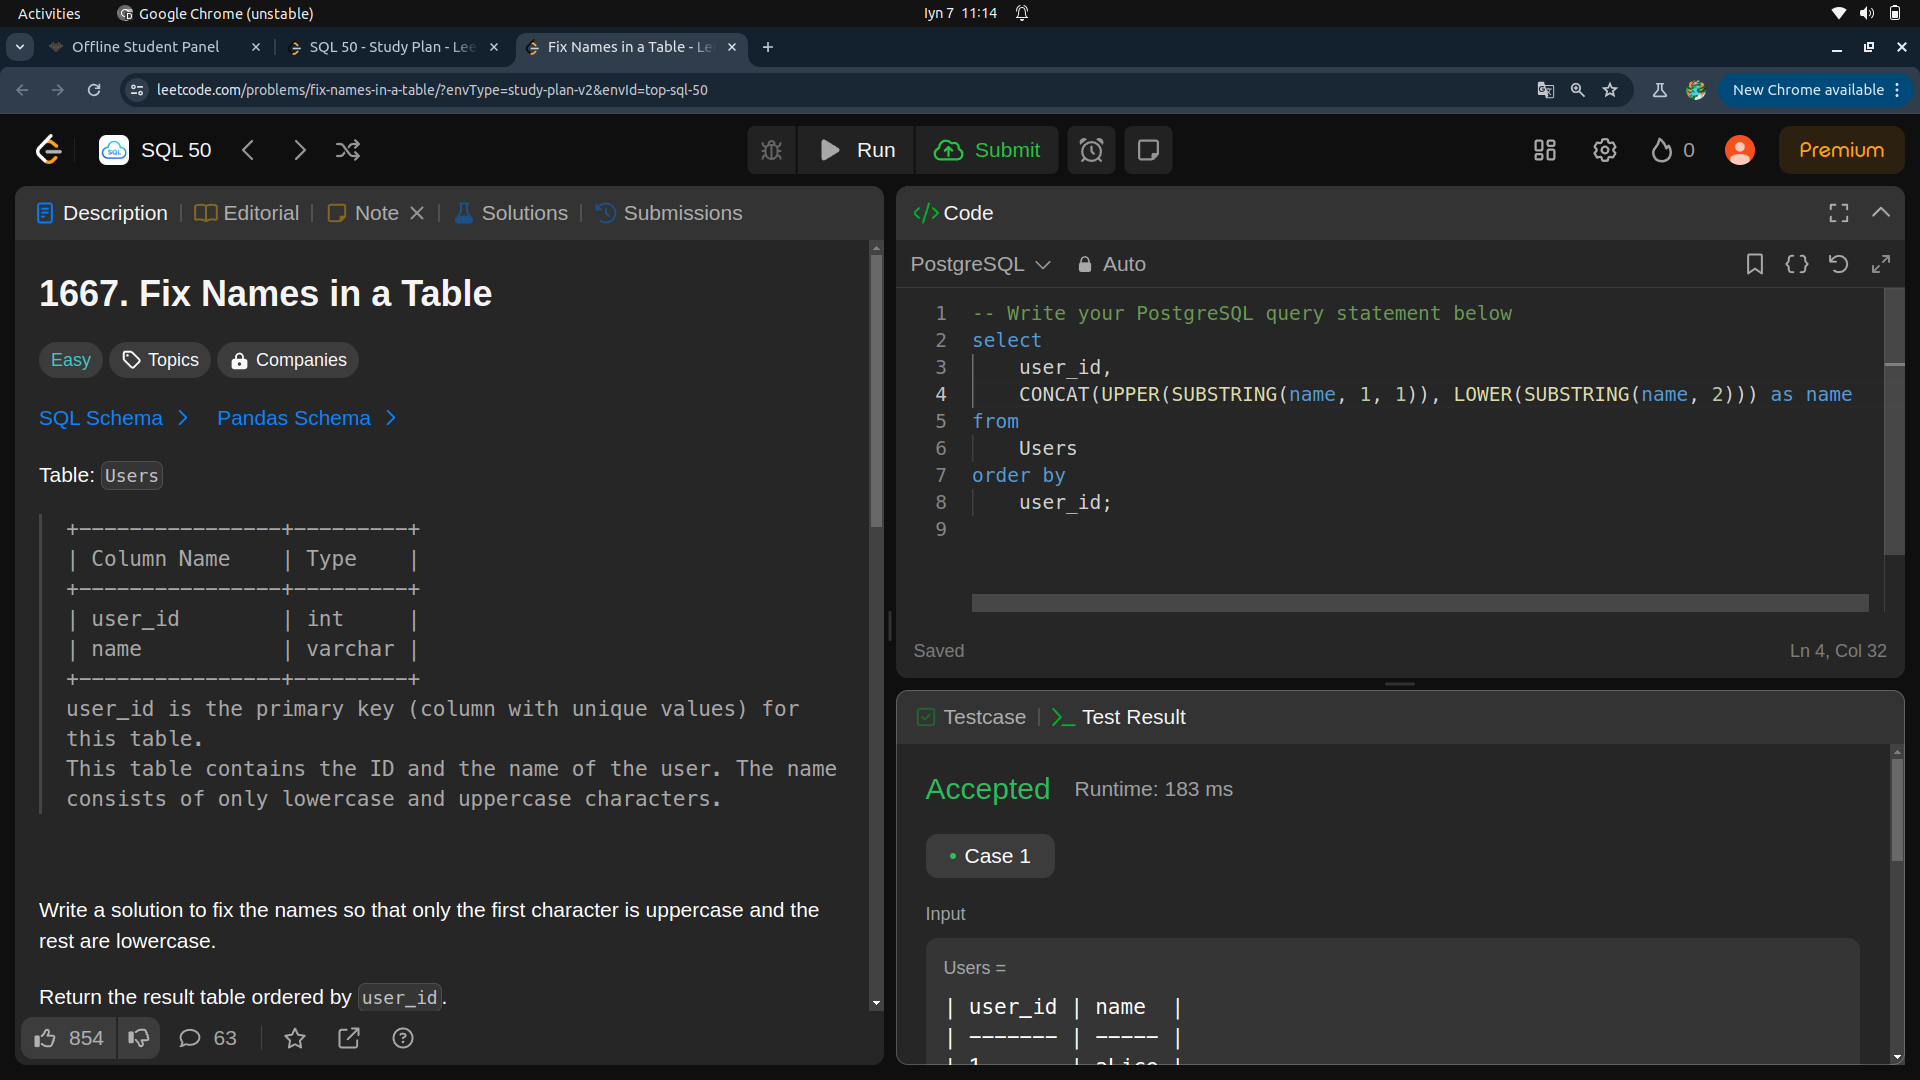 Activities
Google Chrome (unstable)
Iyn 7 11:14
Offline Student Panel
SQL 50 - Study Plan - Lee
Fix Names in a Table - Le
leetcode.com/problems/fix-names-in-a-table/?envType=study-plan-v2&envId=top-sql-50
New Chrome available
SQL 50
Run
Submit
0
Premium
Description
Editorial
Note
Solutions
Submissions
1667. Fix Names in a Table
Easy
Topics
Companies
SQL Schema
Pandas Schema
Table: Users
+----------------+---------+
| Column Name    | Type    |
+----------------+---------+
| user_id        | int     |
| name           | varchar |
+----------------+---------+
user_id is the primary key (column with unique values) for
this table.
This table contains the ID and the name of the user. The name
consists of only lowercase and uppercase characters.
Write a solution to fix the names so that only the first character is uppercase and the
rest are lowercase.
Return the result table ordered by user_id.
854
63
</> Code
PostgreSQL
Auto
1 -- Write your PostgreSQL query statement below
2 select
3     user_id,
4     CONCAT(UPPER(SUBSTRING(name, 1, 1)), LOWER(SUBSTRING(name, 2))) as name
5 from
6     Users
7 order by
8     user_id;
9
Saved
Ln 4, Col 32
Testcase
Test Result
Accepted
Runtime: 183 ms
Case 1
Input
Users =
| user_id | name  |
| ------- | ----- |